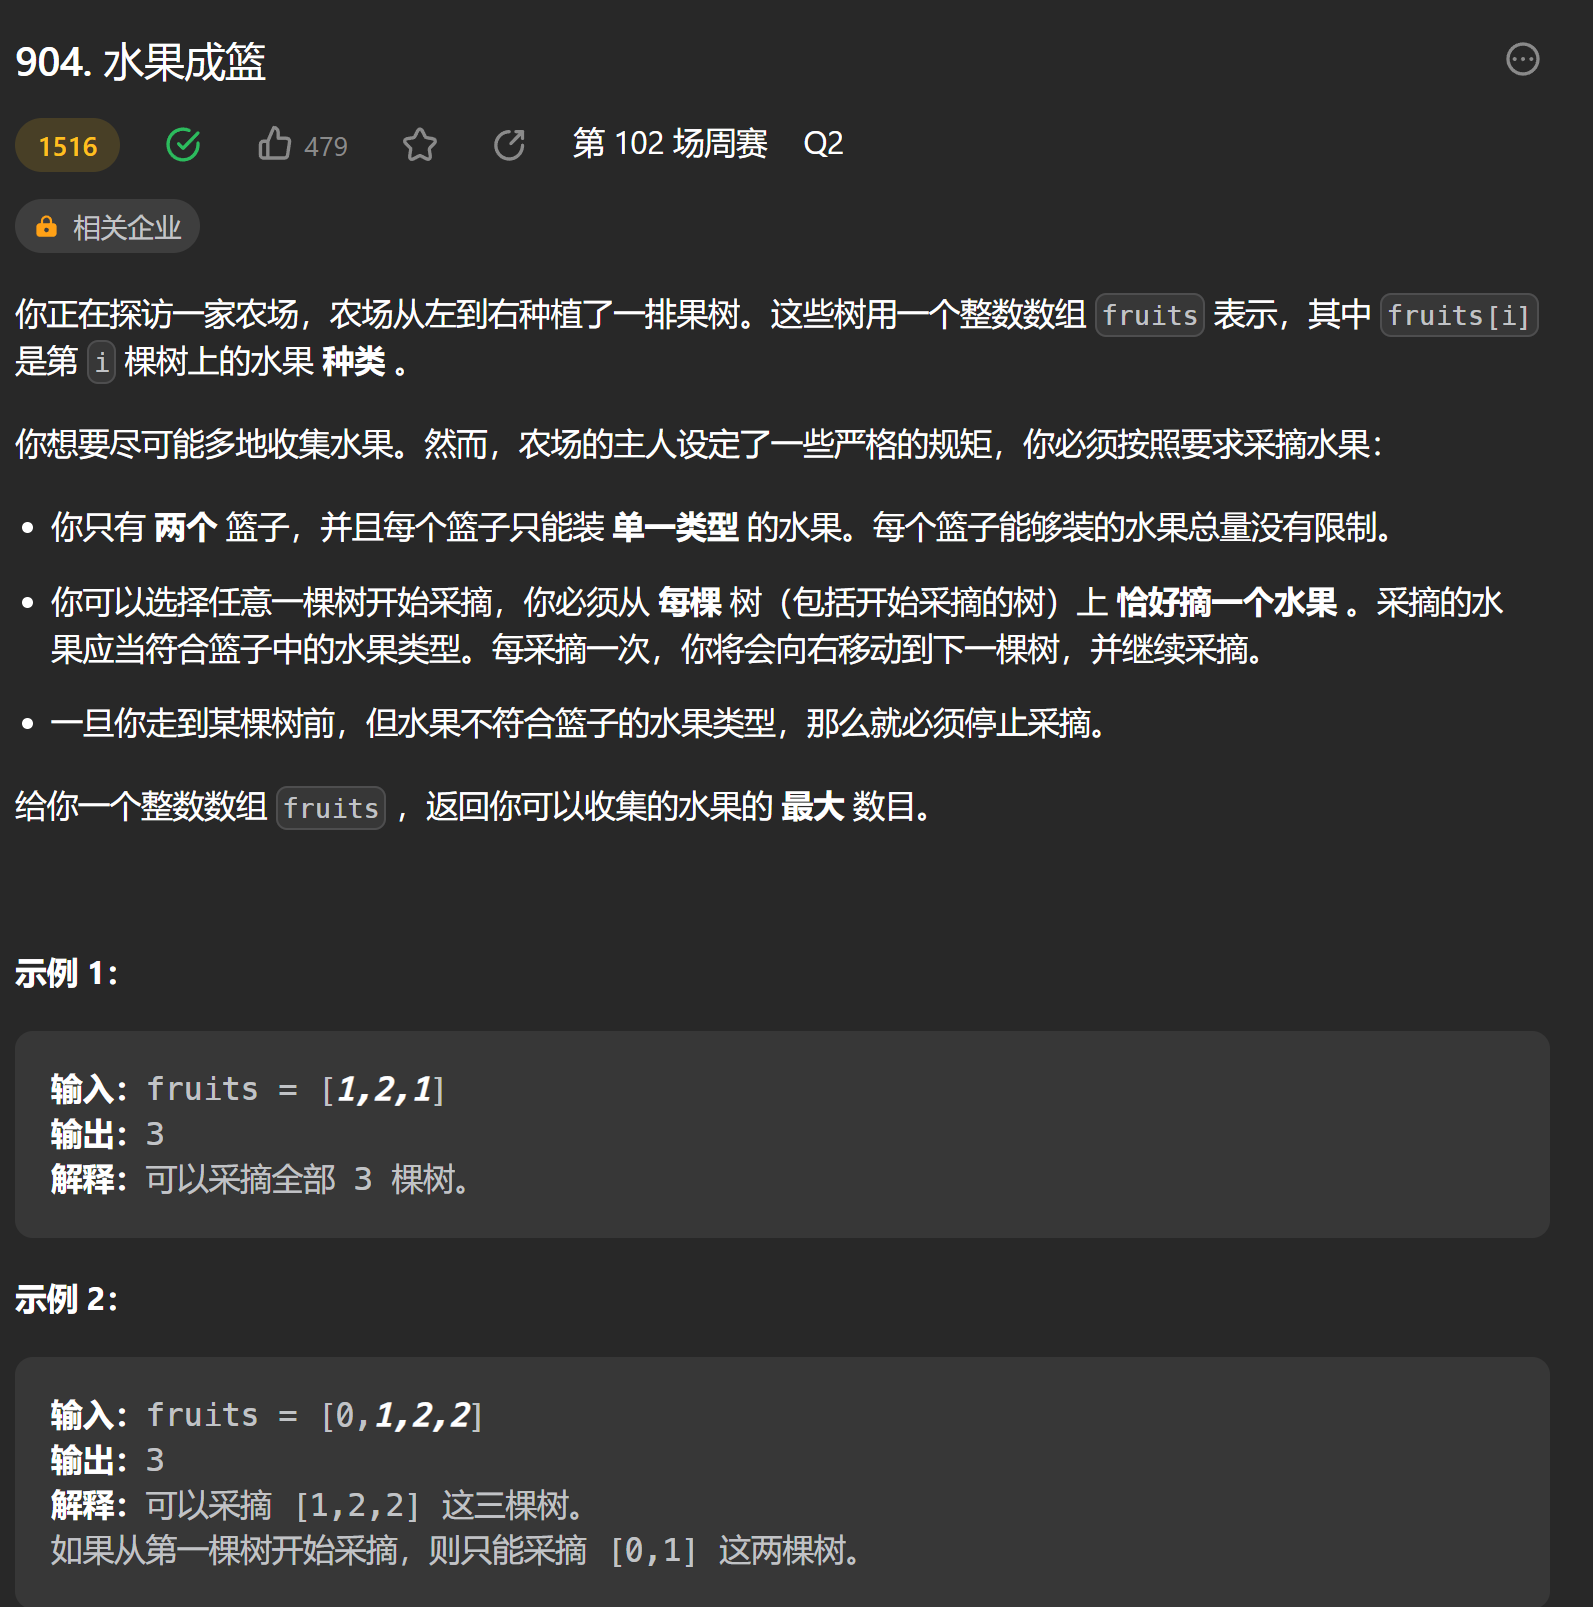 904. 水果成篮
1516 479 第 102 场周赛 Q2
相关企业
你正在探访一家农场，农场从左到右种植了一排果树。这些树用一个整数数组 fruits 表示，其中 fruits[i]
是第 i 棵树上的水果 种类 。
你想要尽可能多地收集水果。然而，农场的主人设定了一些严格的规矩，你必须按照要求采摘水果：
• 你只有 两个 篮子，并且每个篮子只能装 单一类型 的水果。每个篮子能够装的水果总量没有限制。
• 你可以选择任意一棵树开始采摘，你必须从 每棵 树（包括开始采摘的树）上 恰好摘一个水果 。采摘的水
果应当符合篮子中的水果类型。每采摘一次，你将会向右移动到下一棵树，并继续采摘。
• 一旦你走到某棵树前，但水果不符合篮子的水果类型，那么就必须停止采摘。
给你一个整数数组 fruits ，返回你可以收集的水果的 最大 数目。
示例 1：
输入：fruits = [1,2,1]
输出：3
解释：可以采摘全部 3 棵树。
示例 2：
输入：fruits = [0,1,2,2]
输出：3
解释：可以采摘 [1,2,2] 这三棵树。
如果从第一棵树开始采摘，则只能采摘 [0,1] 这两棵树。